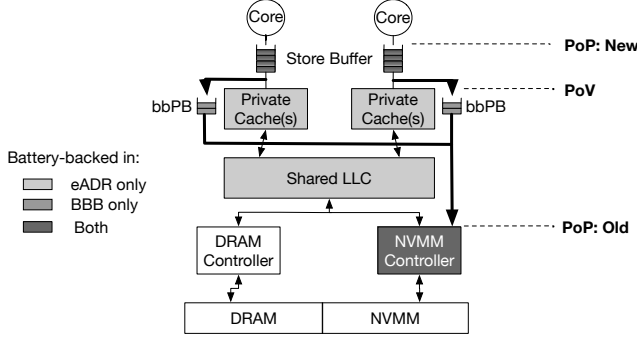 Core
Core
PoP: New
Store Buffer
bbPB
Private
Cache(s)
Private
Cache(s)
bbPB
PoV
Battery-backed in:
eADR only
BBB only
Both
Shared LLC
PoP: Old
DRAM
Controller
NVMM
Controller
DRAM
NVMM